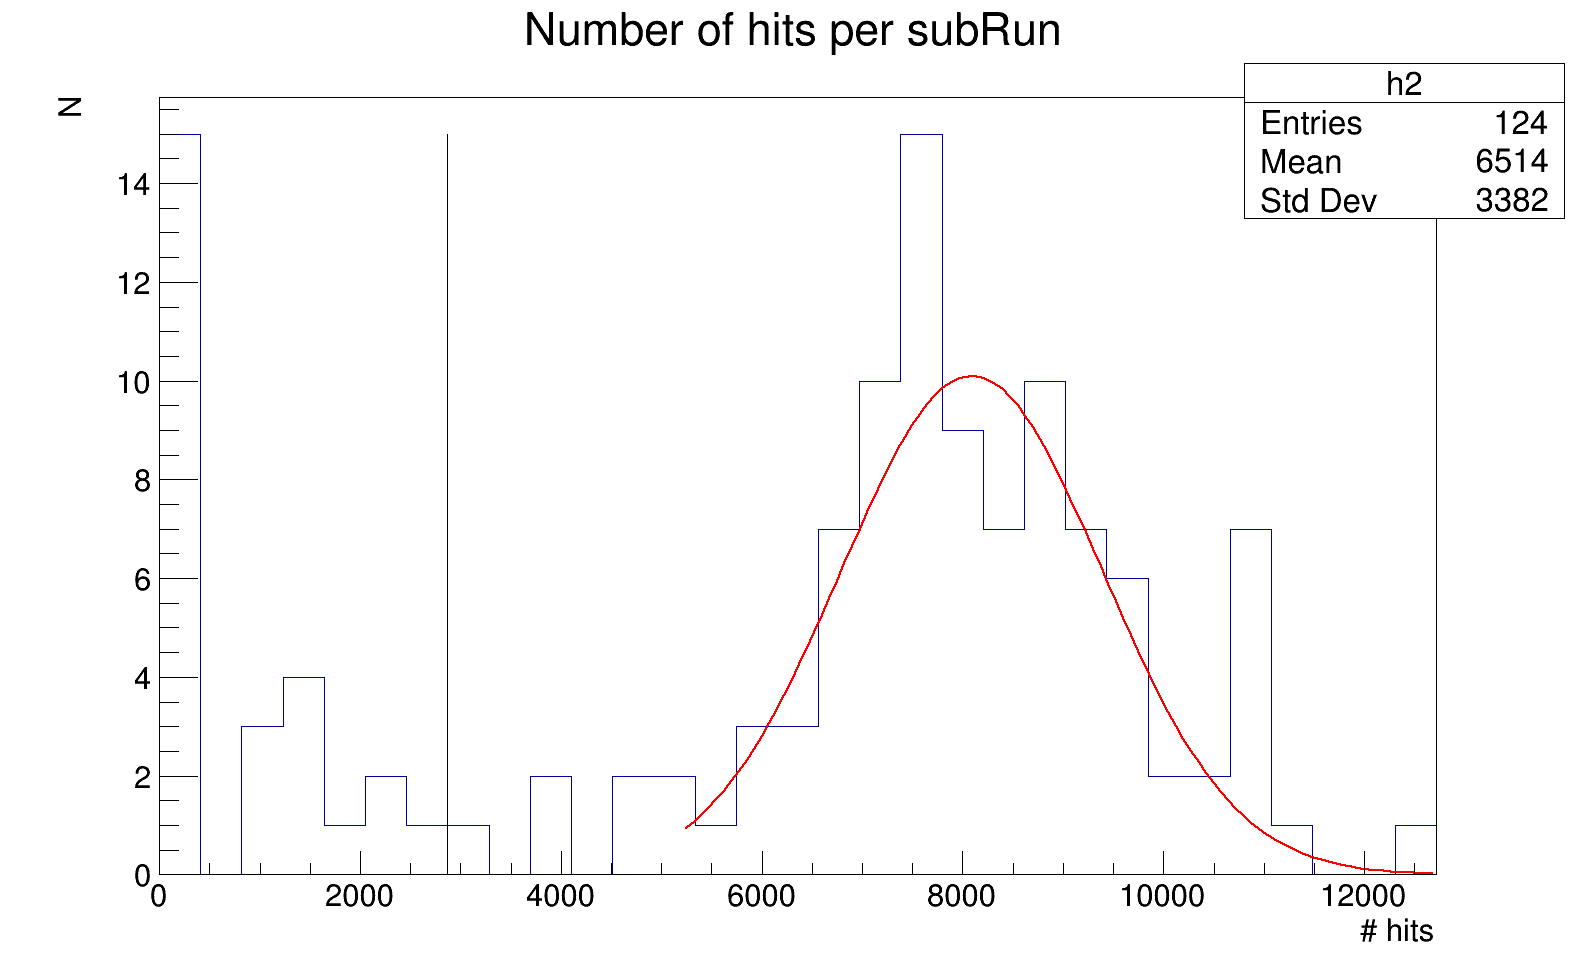 Number of hits per subRun
h2
Entries 124
Mean 6514
Std Dev 3382
N
14
12
10
8
6
4
2
0
0 2000 4000 6000 8000 10000 12000
# hits